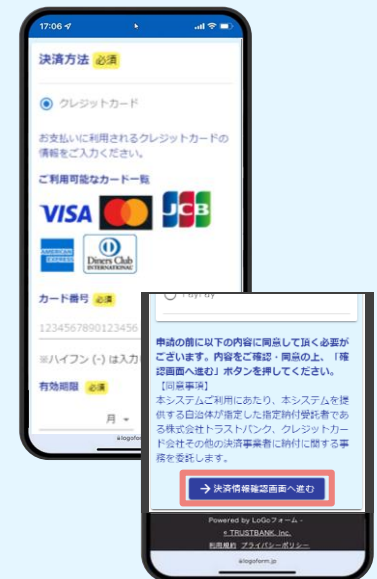 17:06
決済方法 必須
クレジットカード
お支払いに利用されるクレジットカードの
情報をご入力ください。
ご利用可能なカード一覧
VISA
JCB
AMERICAN
EXPRESS
Diners Club
INTERNATIONAL
カード番号 必須
1234567890123456
※ハイフン (-) は入力
有効期限 必須
月
PayPay
申請の前に以下の内容に同意して頂く必要が
ございます。内容をご確認・同意の上、「確
認画面へ進む」ボタンを押してください。
【同意事項】
本システムご利用にあたり、本システムを提
供する自治体が指定した指定納付受託者であ
る株式会社トラストバンク、クレジットカー
ド会社その他の決済事業者に納付に関する事
務を委託します。
→ 決済情報確認画面へ進む
Powered by LoGoフォーム -
© TRUSTBANK, Inc.
利用規約 プライバシーポリシー
logoform.jp